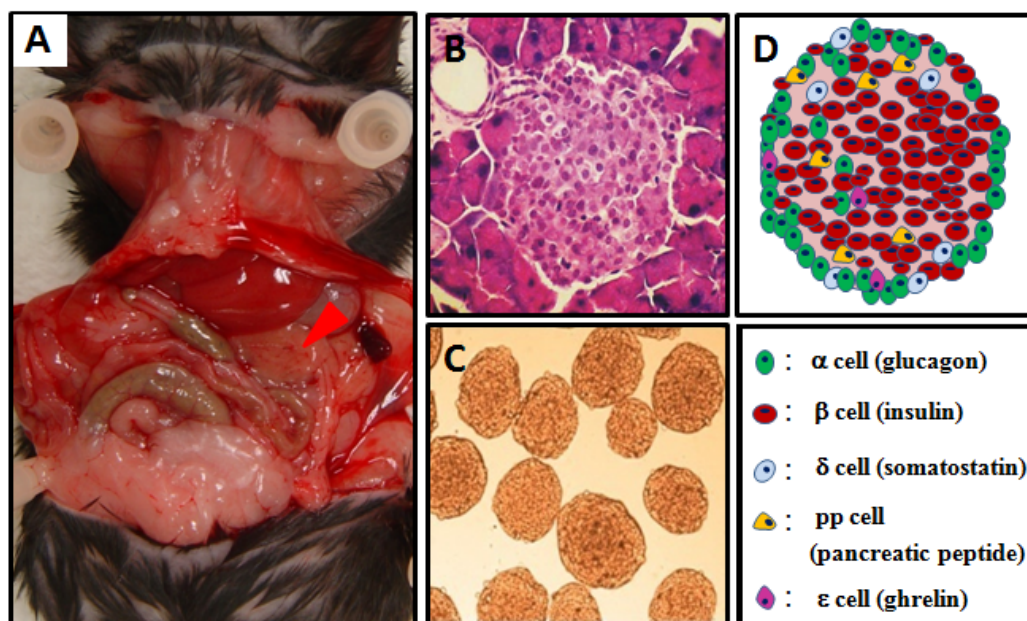 A
B
C
D
: α cell (glucagon)
: β cell (insulin)
: δ cell (somatostatin)
: pp cell
(pancreatic peptide)
: ε cell (ghrelin)